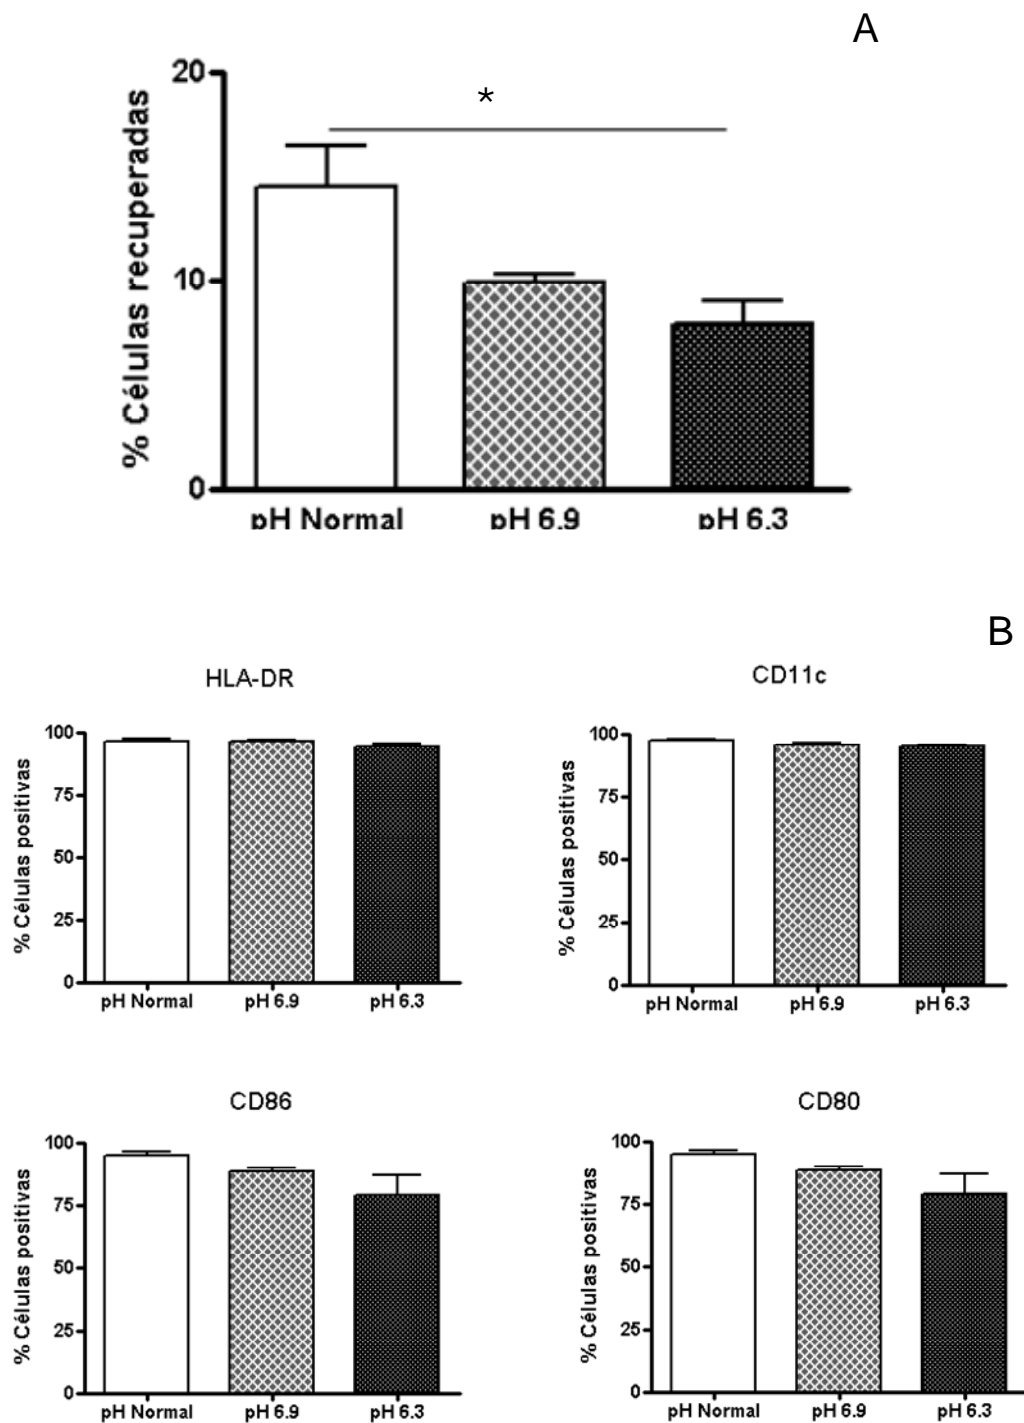 A
*
% Células recuperadas
20
10
0
pH Normal pH 6.9 pH 6.3
B
HLA-DR
% Células positivas
100
75
50
25
0
pH Normal pH 6.9 pH 6.3
CD11c
% Células positivas
100
75
50
25
0
pH Normal pH 6.9 pH 6.3
CD86
% Células positivas
100
75
50
25
0
pH Normal pH 6.9 pH 6.3
CD80
% Células positivas
100
75
50
25
0
pH Normal pH 6.9 pH 6.3